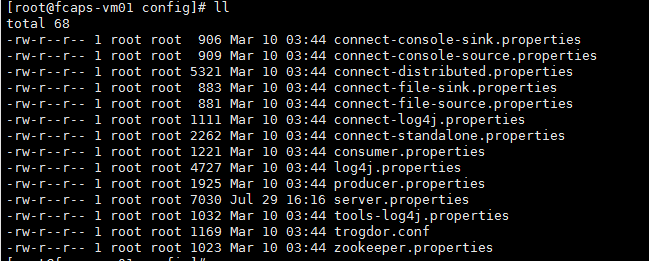 [root@fcaps-vm01 config]# ll
total 68
-rw-r--r-- 1 root root  906 Mar 10 03:44 connect-console-sink.properties
-rw-r--r-- 1 root root  909 Mar 10 03:44 connect-console-source.properties
-rw-r--r-- 1 root root 5321 Mar 10 03:44 connect-distributed.properties
-rw-r--r-- 1 root root  883 Mar 10 03:44 connect-file-sink.properties
-rw-r--r-- 1 root root  881 Mar 10 03:44 connect-file-source.properties
-rw-r--r-- 1 root root 1111 Mar 10 03:44 connect-log4j.properties
-rw-r--r-- 1 root root 2262 Mar 10 03:44 connect-standalone.properties
-rw-r--r-- 1 root root 1221 Mar 10 03:44 consumer.properties
-rw-r--r-- 1 root root 4727 Mar 10 03:44 log4j.properties
-rw-r--r-- 1 root root 1925 Mar 10 03:44 producer.properties
-rw-r--r-- 1 root root 7030 Jul 29 16:16 server.properties
-rw-r--r-- 1 root root 1032 Mar 10 03:44 tools-log4j.properties
-rw-r--r-- 1 root root 1169 Mar 10 03:44 trogdor.conf
-rw-r--r-- 1 root root 1023 Mar 10 03:44 zookeeper.properties